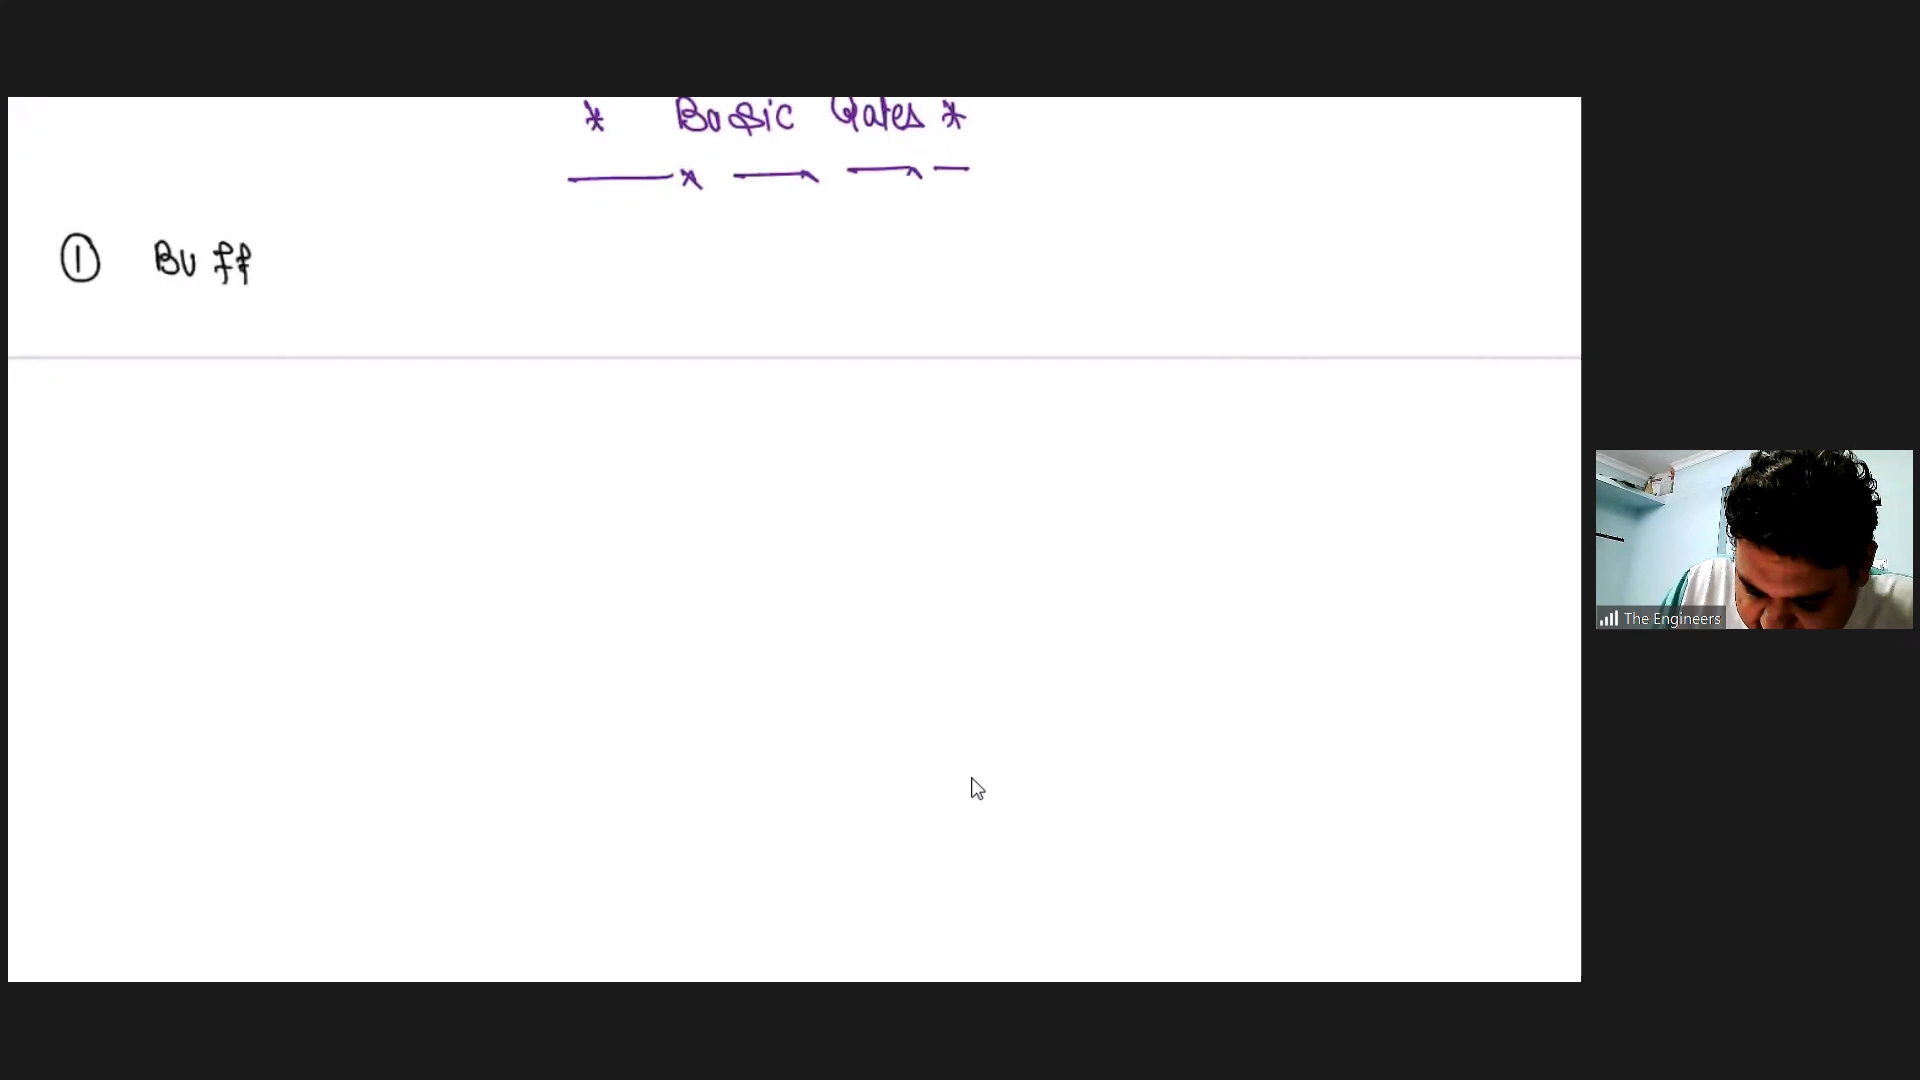 * Basic Gates *
① Buff
The Engineers